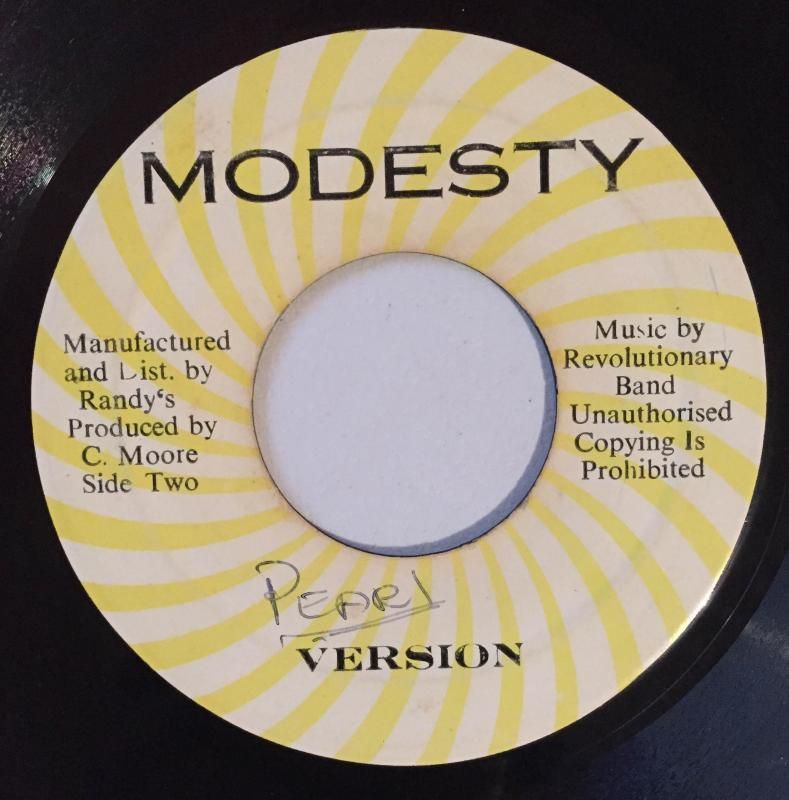 MODESTY
Manufactured
and Dist. by
Randy's
Produced by
C. Moore
Side Two
Music by
Revolutionary
Band
Unauthorised
Copying Is
Prohibited
PEARL
VERSION